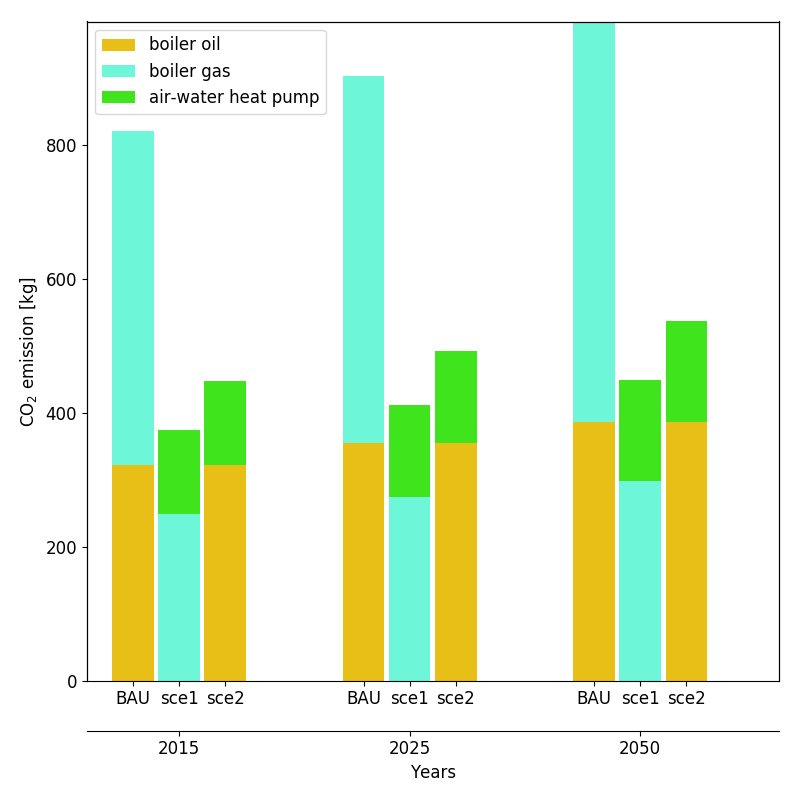 boiler oil
boiler gas
air-water heat pump
CO₂ emission [kg]
800
600
400
200
0
BAU sce1 sce2 BAU sce1 sce2 BAU sce1 sce2
2015 2025 2050
Years